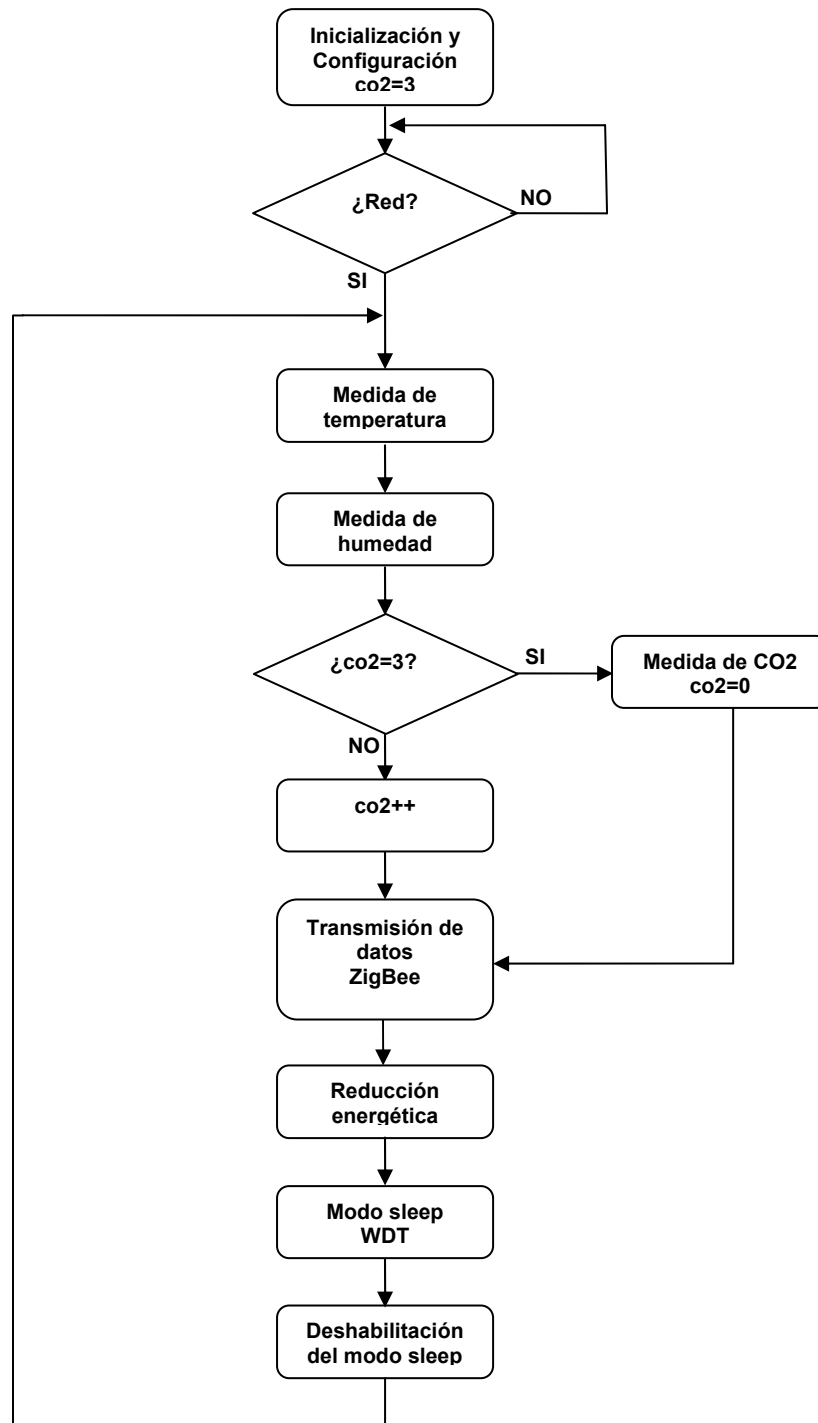 Inicialización y
Configuración
co2=3
¿Red?
NO
SI
Medida de
temperatura
Medida de
humedad
¿co2=3?
SI
Medida de CO2
co2=0
NO
co2++
Transmisión de
datos
ZigBee
Reducción
energética
Modo sleep
WDT
Deshabilitación
del modo sleep